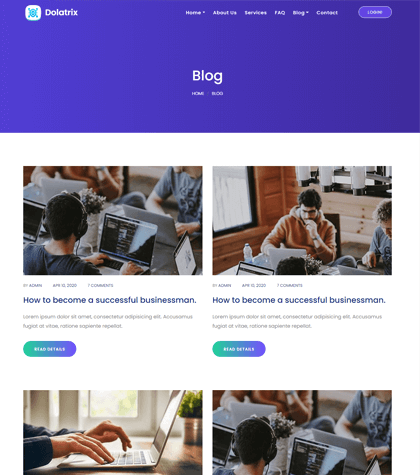 Dolatrix
Home About Us Services FAQ Blog Contact LOGIN
Blog
HOME BLOG
BY ADMIN APR 13, 2020 7 COMMENTS
How to become a successful businessman.
Lorem ipsum dolor sit amet, consectetur adipisicing elit. Accusamus
fugiat at vitae, ratione sapiente repellat.
READ DETAILS
BY ADMIN APR 13, 2020 7 COMMENTS
How to become a successful businessman.
Lorem ipsum dolor sit amet, consectetur adipisicing elit. Accusamus
fugiat at vitae, ratione sapiente repellat.
READ DETAILS